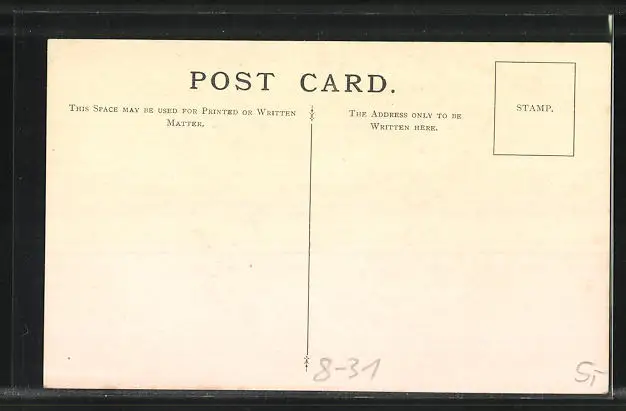 POST CARD.
THIS SPACE MAY BE USED FOR PRINTED OR WRITTEN
MATTER.
THE ADDRESS ONLY TO BE
WRITTEN HERE.
STAMP.
8-31